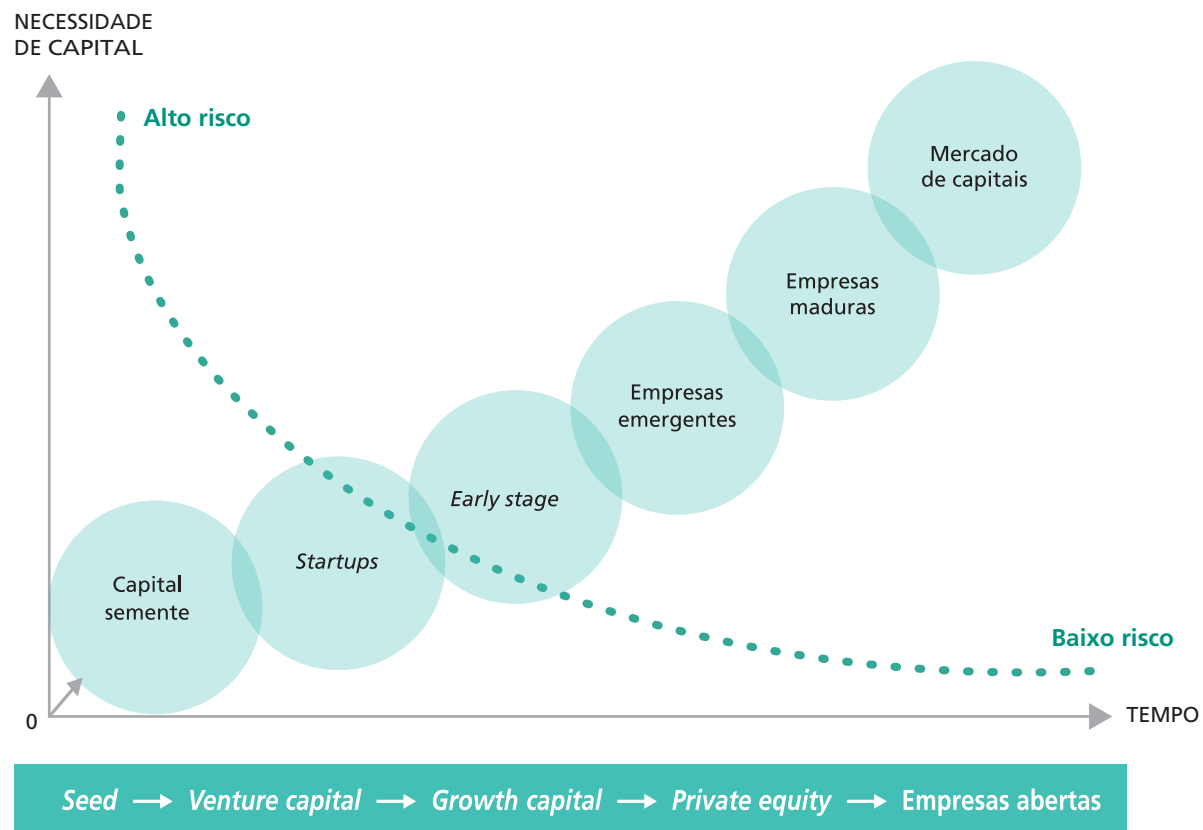 NECESSIDADE
DE CAPITAL
Alto risco
Mercado
de capitais
Empresas
maduras
Empresas
emergentes
Early stage
Startups
Capital
semente
Baixo risco
0
TEMPO
Seed → Venture capital → Growth capital → Private equity → Empresas abertas